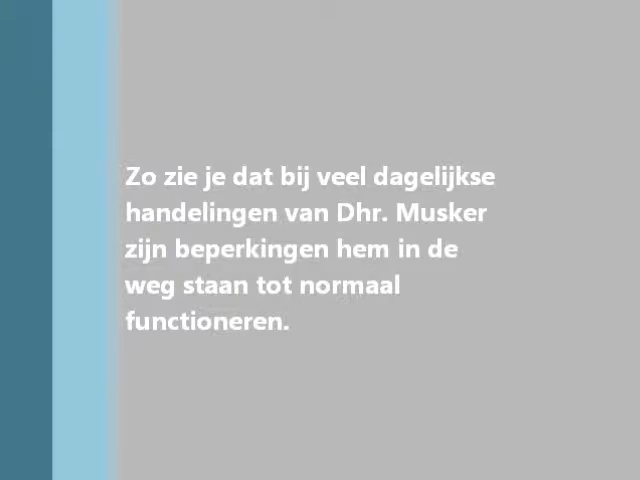 Zo zie je dat bij veel dagelijkse
handelingen van Dhr. Musker
zijn beperkingen hem in de
weg staan tot normaal
functioneren.